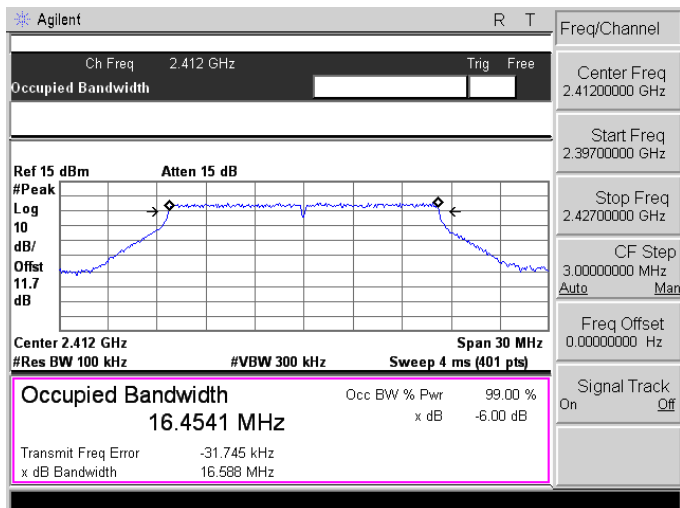 Agilent R T
Ch Freq 2.412 GHz Trig Free
Occupied Bandwidth
Ref 15 dBm Atten 15 dB
#Peak
Log
10
dB/
Offst
11.7
dB
Center 2.412 GHz Span 30 MHz
#Res BW 100 kHz #VBW 300 kHz Sweep 4 ms (401 pts)
Occupied Bandwidth
16.4541 MHz
Occ BW % Pwr 99.00 %
x dB -6.00 dB
Transmit Freq Error -31.745 kHz
x dB Bandwidth 16.588 MHz
Freq/Channel
Center Freq
2.41200000 GHz
Start Freq
2.39700000 GHz
Stop Freq
2.42700000 GHz
CF Step
3.00000000 MHz
Auto Man
Freq Offset
0.00000000 Hz
Signal Track
On Off